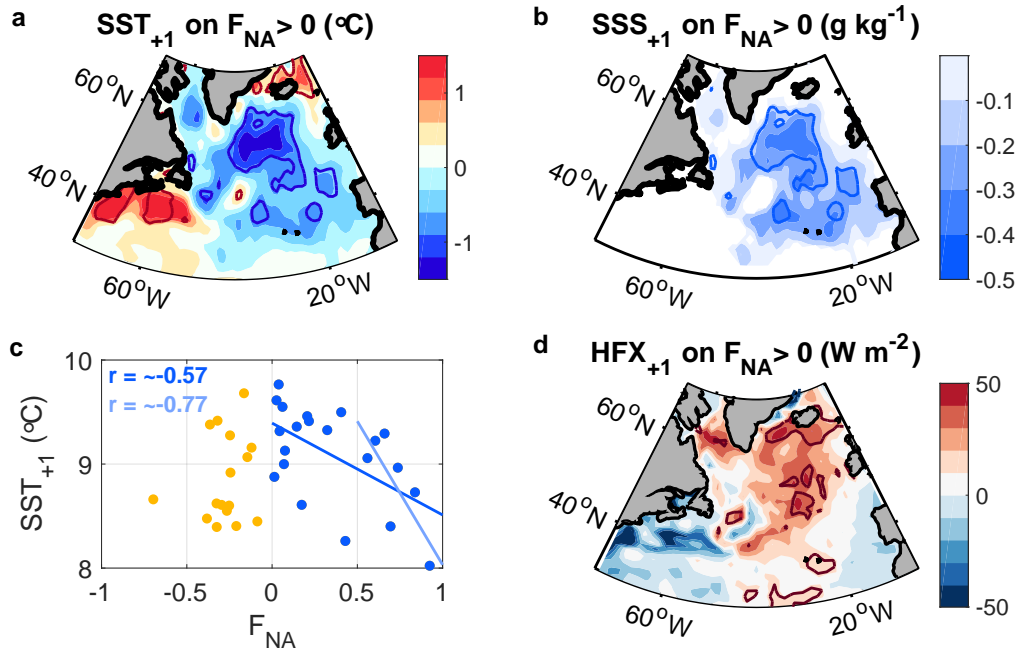 a
SST+1 on FNA > 0 (°C)
60°N
40°N
60°W
20°W
1
0
-1
b
SSS+1 on FNA > 0 (g kg-1)
60°N
40°N
60°W
20°W
-0.1
-0.2
-0.3
-0.4
-0.5
c
r = ~-0.57
r = ~-0.77
SST+1 (°C)
10
9
8
-1
-0.5
0
0.5
1
FNA
d
HFX+1 on FNA > 0 (W m-2)
60°N
40°N
60°W
20°W
50
0
-50